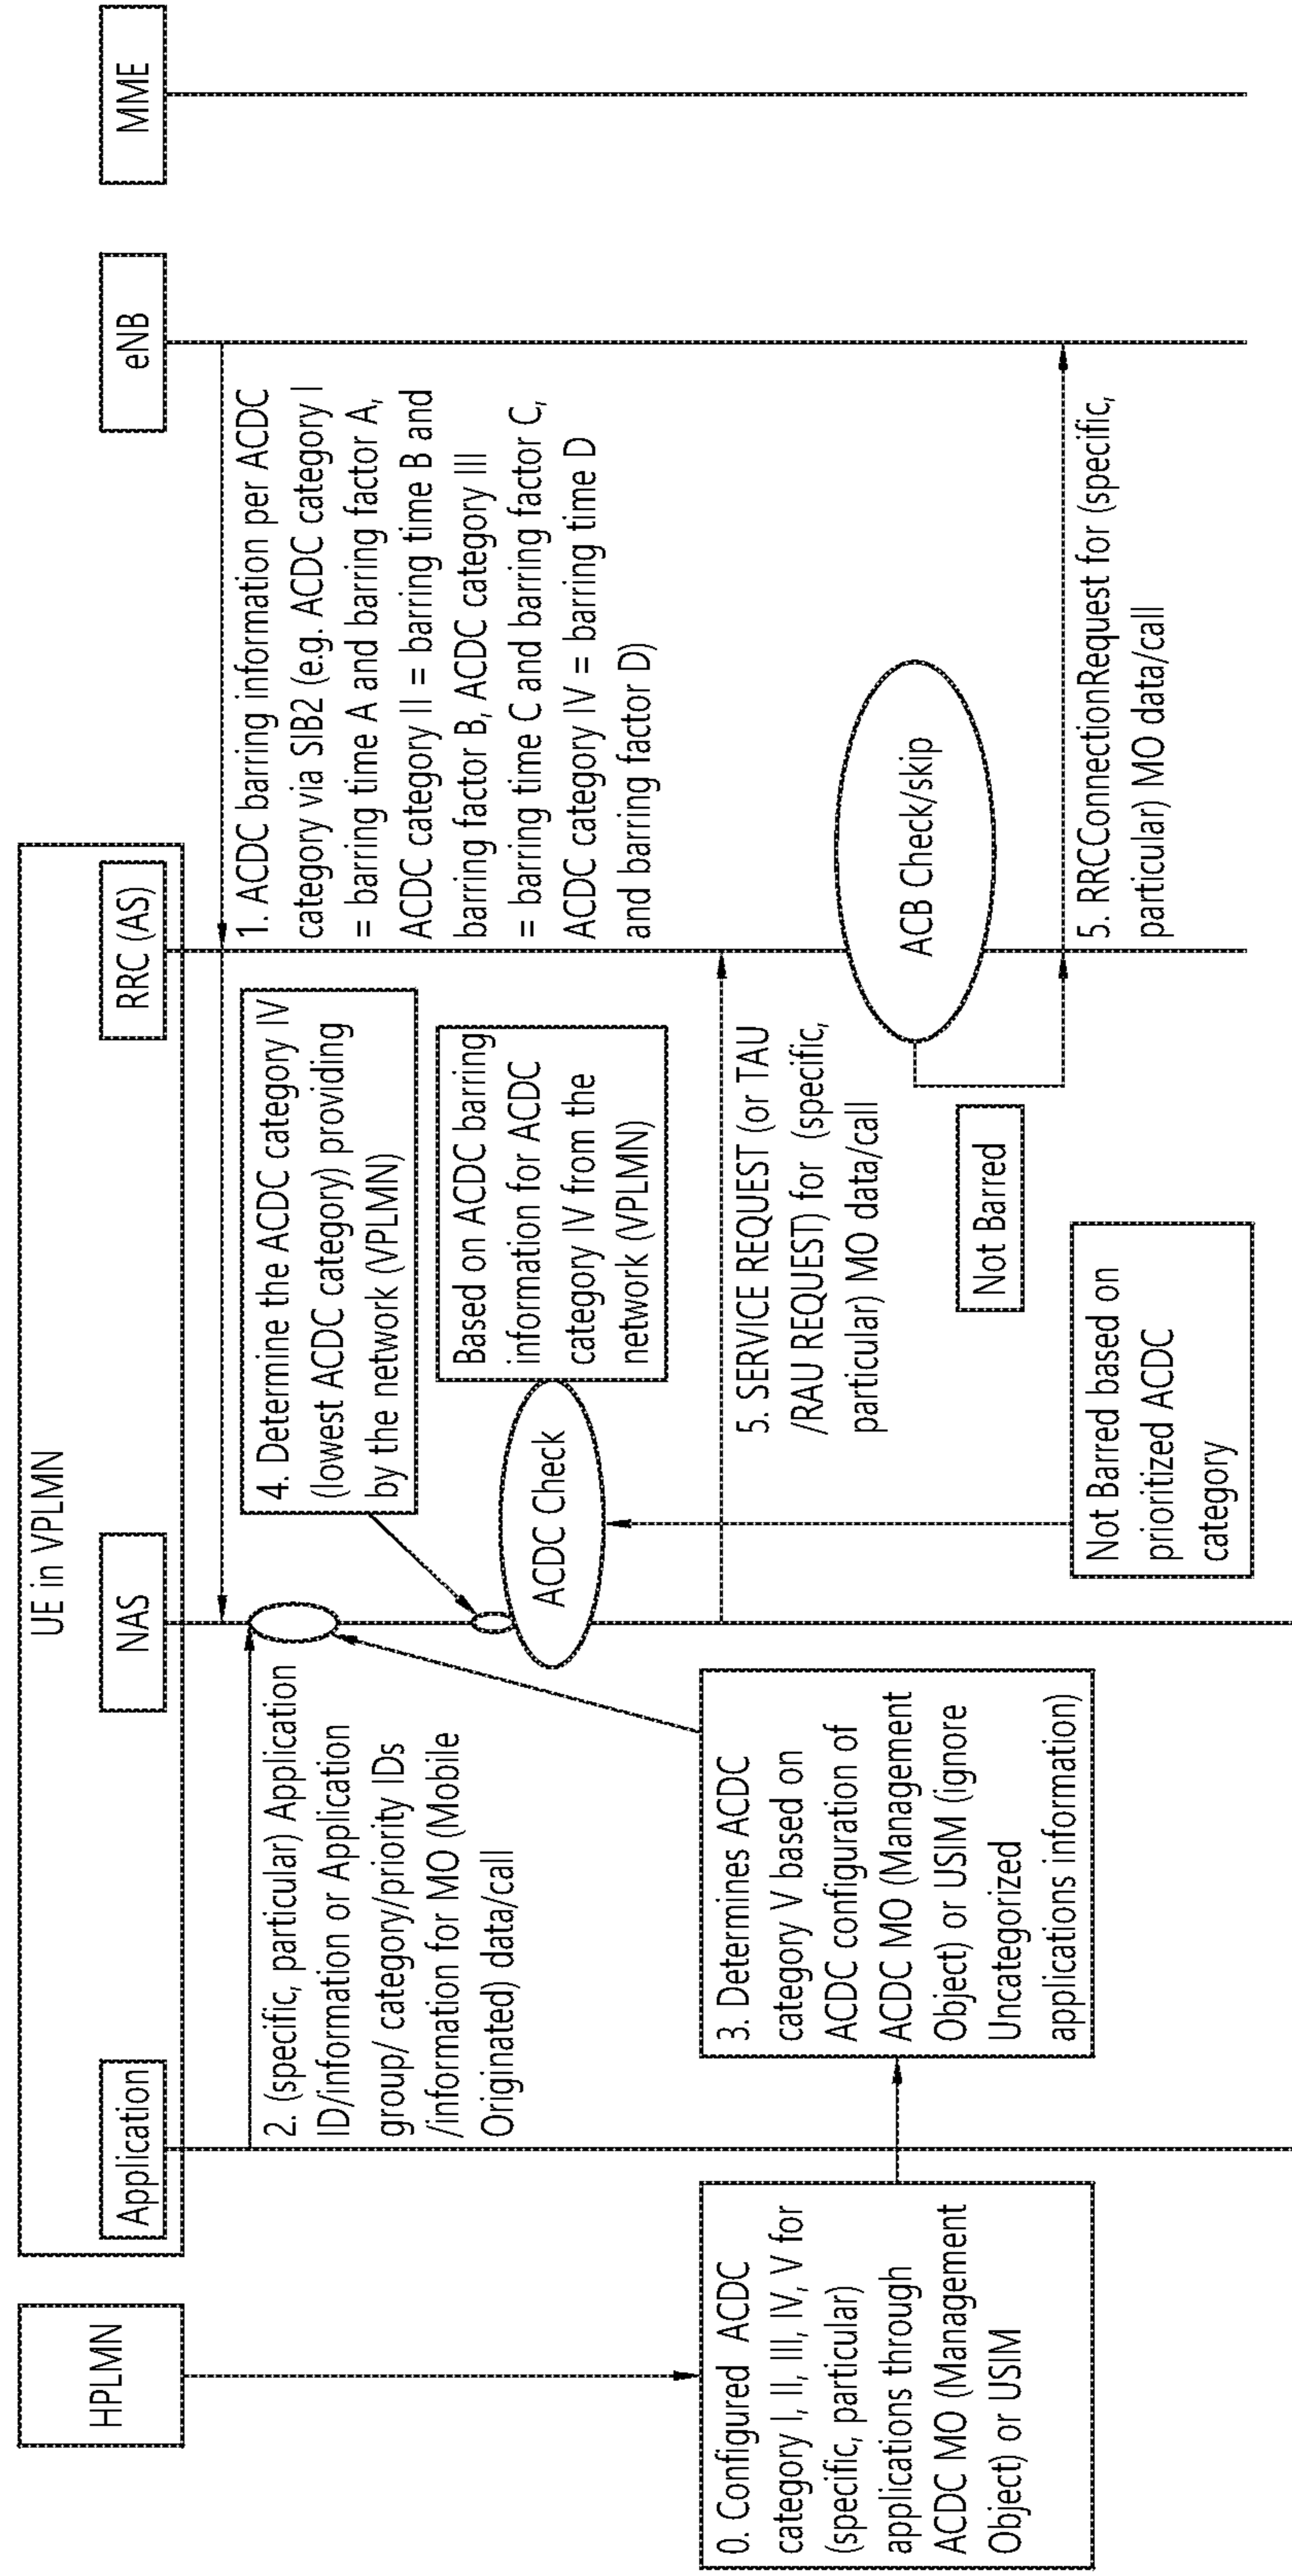 UE in VPLMN
HPLMN
Application
NAS
RRC (AS)
eNB
MME
1. ACDC barring information per ACDC
category via SIB2 (e.g. ACDC category I
= barring time A and barring factor A,
ACDC category II = barring time B and
barring factor B, ACDC category III
= barring time C and barring factor C,
ACDC category IV = barring time D
and barring factor D)
2. (specific, particular) Application
ID/information or Application
group/ category/priority IDs
/information for MO (Mobile
Originated) data/call
4. Determine the ACDC category IV
(lowest ACDC category) providing
by the network (VPLMN)
Based on ACDC barring
information for ACDC
category IV from the
network (VPLMN)
ACDC Check
0. Configured ACDC
category I, II, III, IV, V for
(specific, particular)
applications through
ACDC MO (Management
Object) or USIM
3. Determines ACDC
category V based on
ACDC configuration of
ACDC MO (Management
Object) or USIM (ignore
Uncategorized
applications information)
5. SERVICE REQUEST (or TAU
/RAU REQUEST) for (specific,
particular) MO data/call
ACB Check/skip
Not Barred
Not Barred based on
prioritized ACDC
category
5. RRCConnectionRequest for (specific,
particular) MO data/call